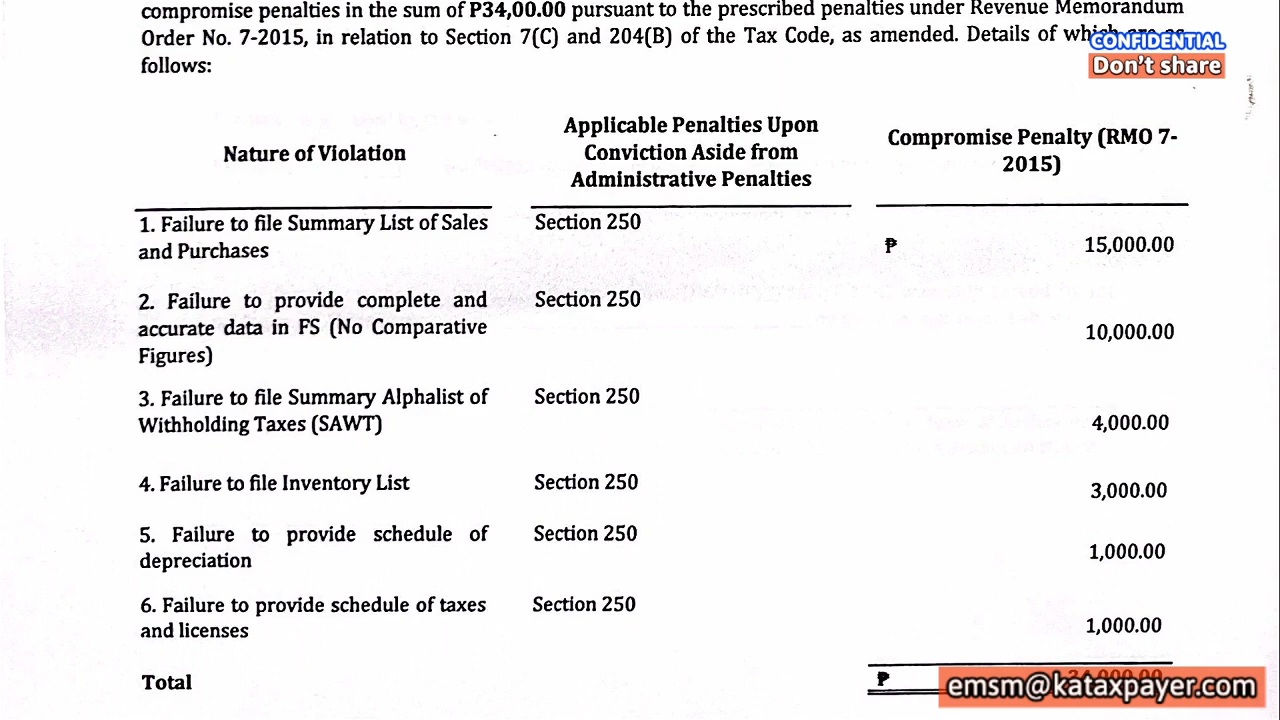 compromise penalties in the sum of P34,00.00 pursuant to the prescribed penalties under Revenue Memorandum
Order No. 7-2015, in relation to Section 7(C) and 204(B) of the Tax Code, as amended. Details of which are as
follows:
CONFIDENTIAL
Don't share
Nature of Violation
Applicable Penalties Upon
Conviction Aside from
Administrative Penalties
Compromise Penalty (RMO 7-
2015)
1. Failure to file Summary List of Sales
and Purchases
Section 250
₱ 15,000.00
2. Failure to provide complete and
accurate data in FS (No Comparative
Figures)
Section 250
10,000.00
3. Failure to file Summary Alphalist of
Withholding Taxes (SAWT)
Section 250
4,000.00
4. Failure to file Inventory List
Section 250
3,000.00
5. Failure to provide schedule of
depreciation
Section 250
1,000.00
6. Failure to provide schedule of taxes
and licenses
Section 250
1,000.00
Total
₱ 34,000.00
emsm@kataxpayer.com